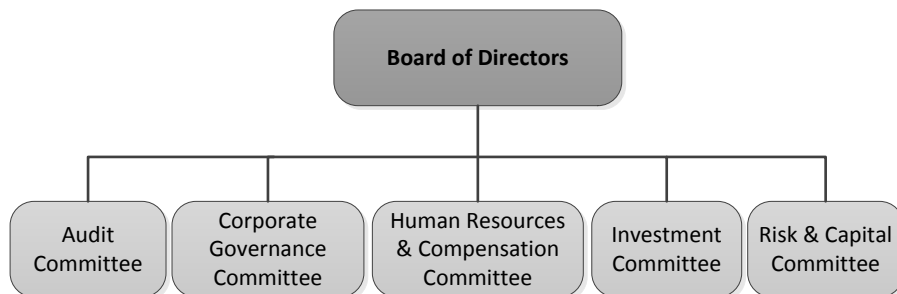 Board of Directors
Audit
Committee
Corporate
Governance
Committee
Human Resources
& Compensation
Committee
Investment
Committee
Risk & Capital
Committee